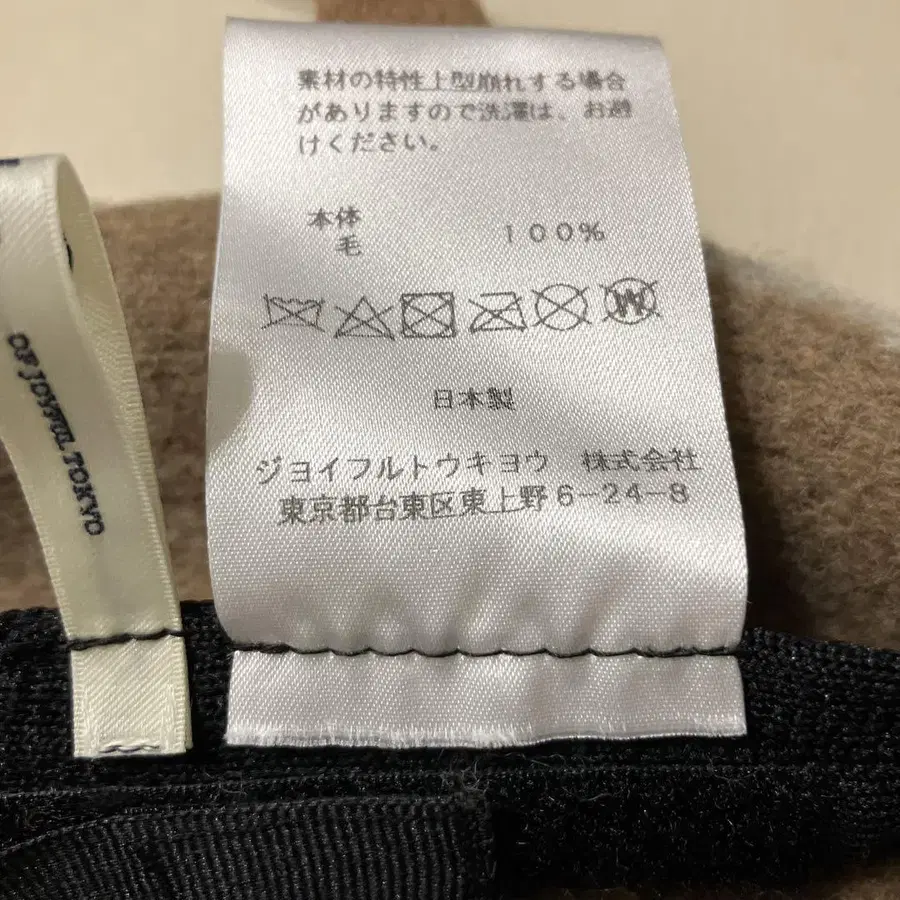 素材の特性上型崩れする場合
がありますので洗濯は、お避
けください。
本体
毛 100%
日本製
ジョイフルトウキヨウ 株式会社
東京都台東区東上野6-24-8
OF JOYFUL TOKYO